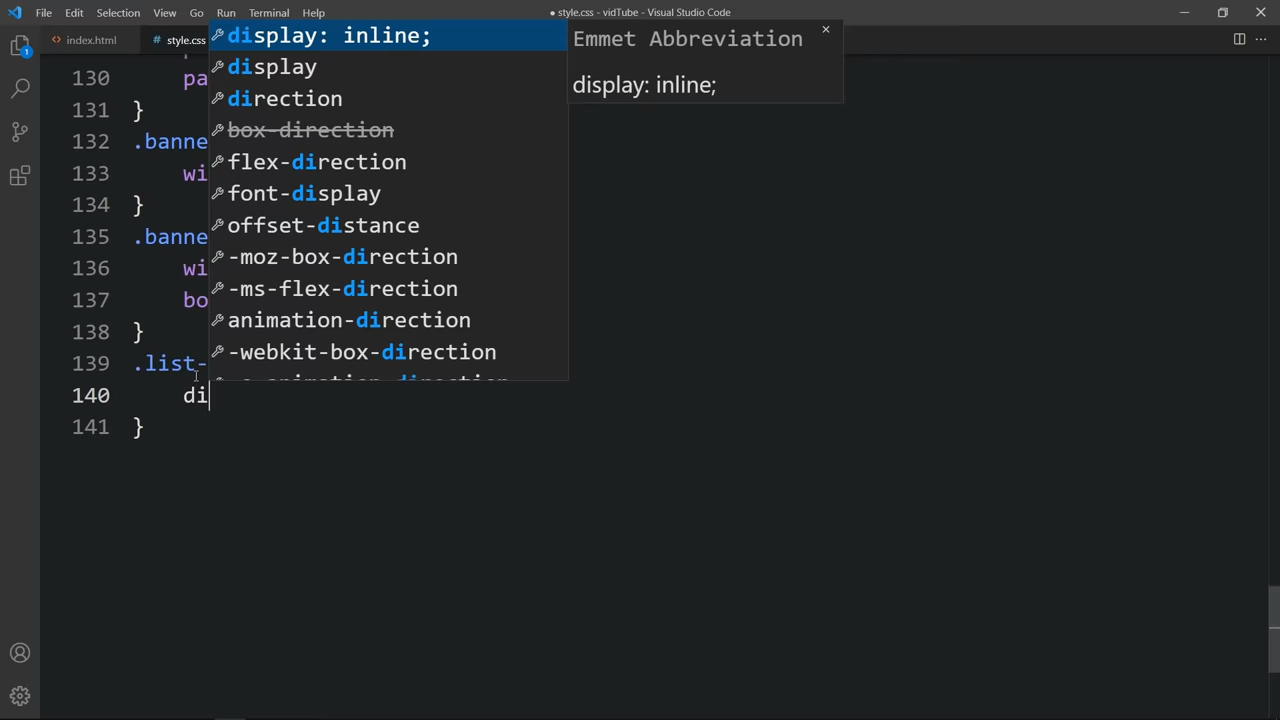 File Edit Selection View Go Run Terminal Help
● style.css - vidTube - Visual Studio Code
1
<> index.html
# style.css
130 pa
131 }
132 .banne
133 wi
134 }
135 .banne
136 wi
137 bo
138 }
139 .list-
140 di
141 }
display: inline;
display
direction
box-direction
flex-direction
font-display
offset-distance
-moz-box-direction
-ms-flex-direction
animation-direction
-webkit-box-direction
Emmet Abbreviation
display: inline;